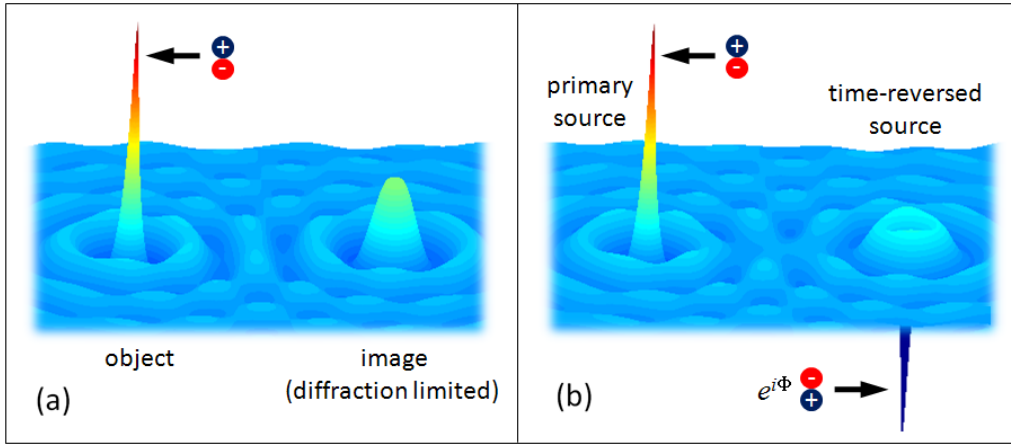 +
-
object
image
(diffraction limited)
(a)
+
-
primary
source
time-reversed
source
e^{iΦ}
-
+
(b)